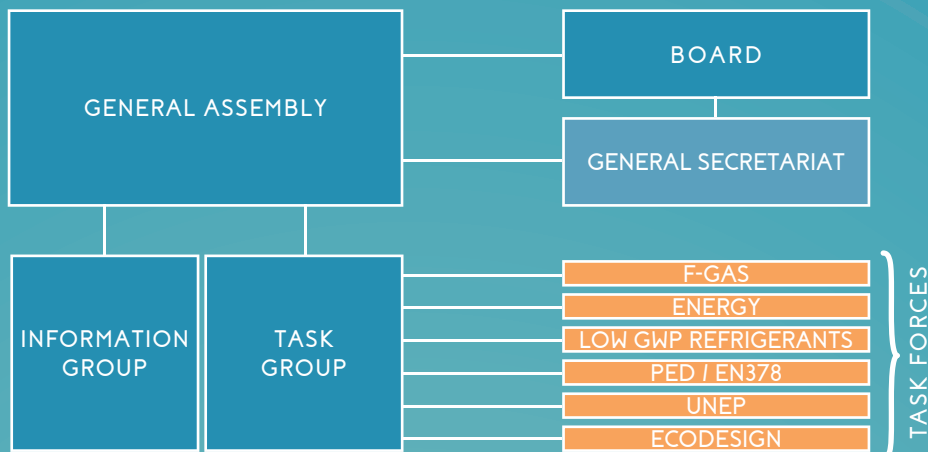 GENERAL ASSEMBLY
BOARD
GENERAL SECRETARIAT
INFORMATION
GROUP
TASK
GROUP
F-GAS
ENERGY
LOW GWP REFRIGERANTS
PED / EN378
UNEP
ECODESIGN
TASK FORCES